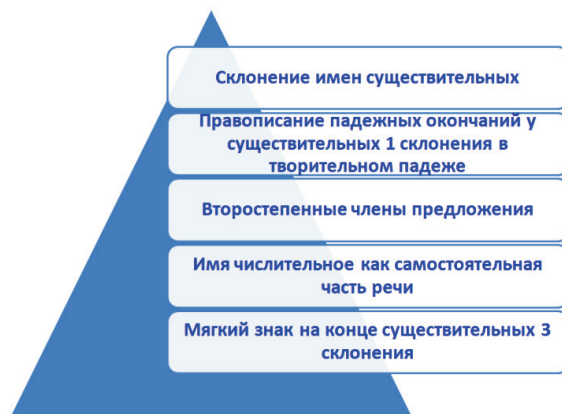 Склонение имен существительных
Правописание падежных окончаний у
существительных 1 склонения в
творительном падеже
Второстепенные члены предложения
Имя числительное как самостоятельная
часть речи
Мягкий знак на конце существительных 3
склонения